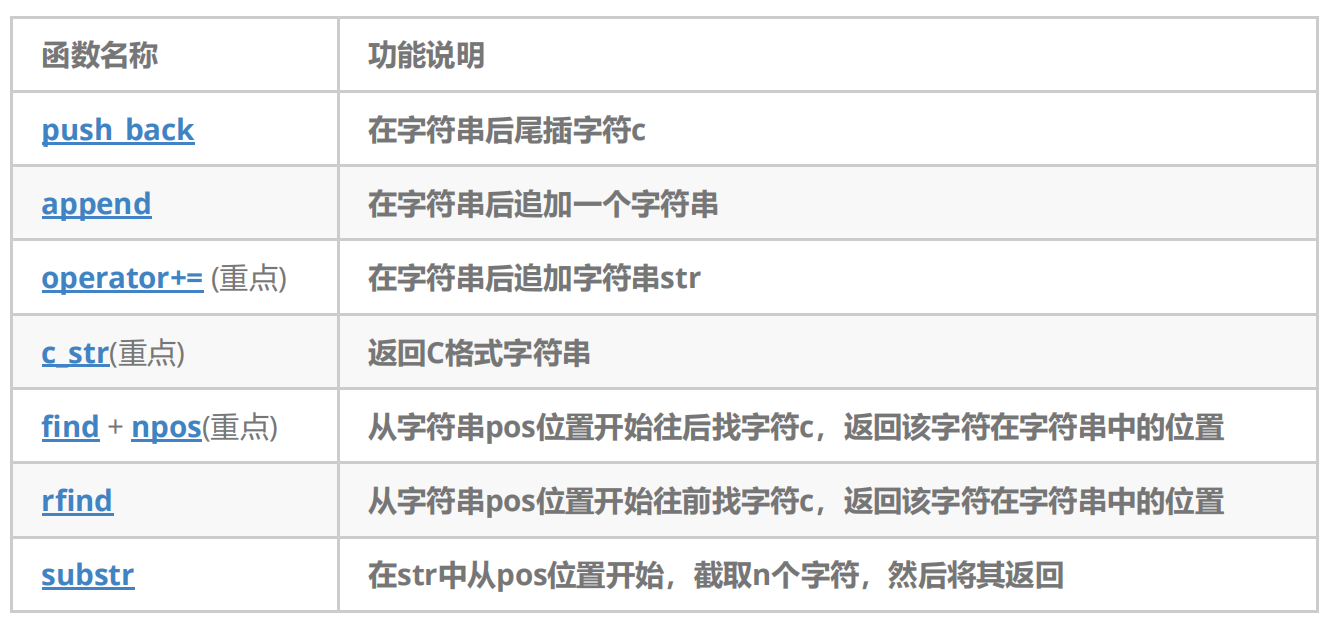 函数名称 功能说明
push_back 在字符串后尾插字符c
append 在字符串后追加一个字符串
operator+= (重点) 在字符串后追加字符串str
c_str(重点) 返回C格式字符串
find + npos(重点) 从字符串pos位置开始往后找字符c，返回该字符在字符串中的位置
rfind 从字符串pos位置开始往前找字符c，返回该字符在字符串中的位置
substr 在str中从pos位置开始，截取n个字符，然后将其返回